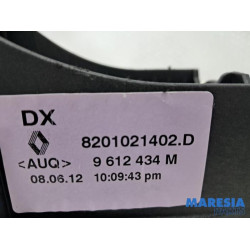 DX
8201021402.D
<AUQ> 9 612 434 M
08.06.12 10:09:43 pm
MARESIA